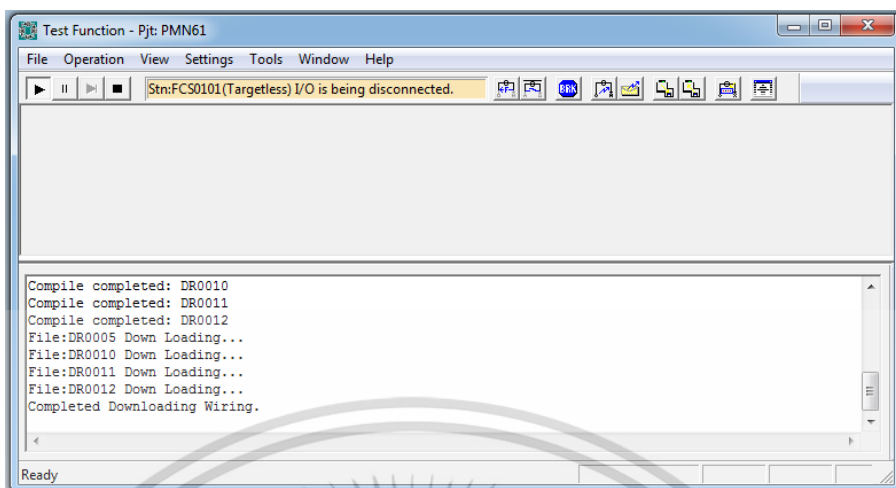 Test Function - Pjt: PMN61
File Operation View Settings Tools Window Help
Stn:FCS0101(Targetless) I/O is being disconnected.
BRK
Compile completed: DR0010
Compile completed: DR0011
Compile completed: DR0012
File:DR0005 Down Loading...
File:DR0010 Down Loading...
File:DR0011 Down Loading...
File:DR0012 Down Loading...
Completed Downloading Wiring.
Ready